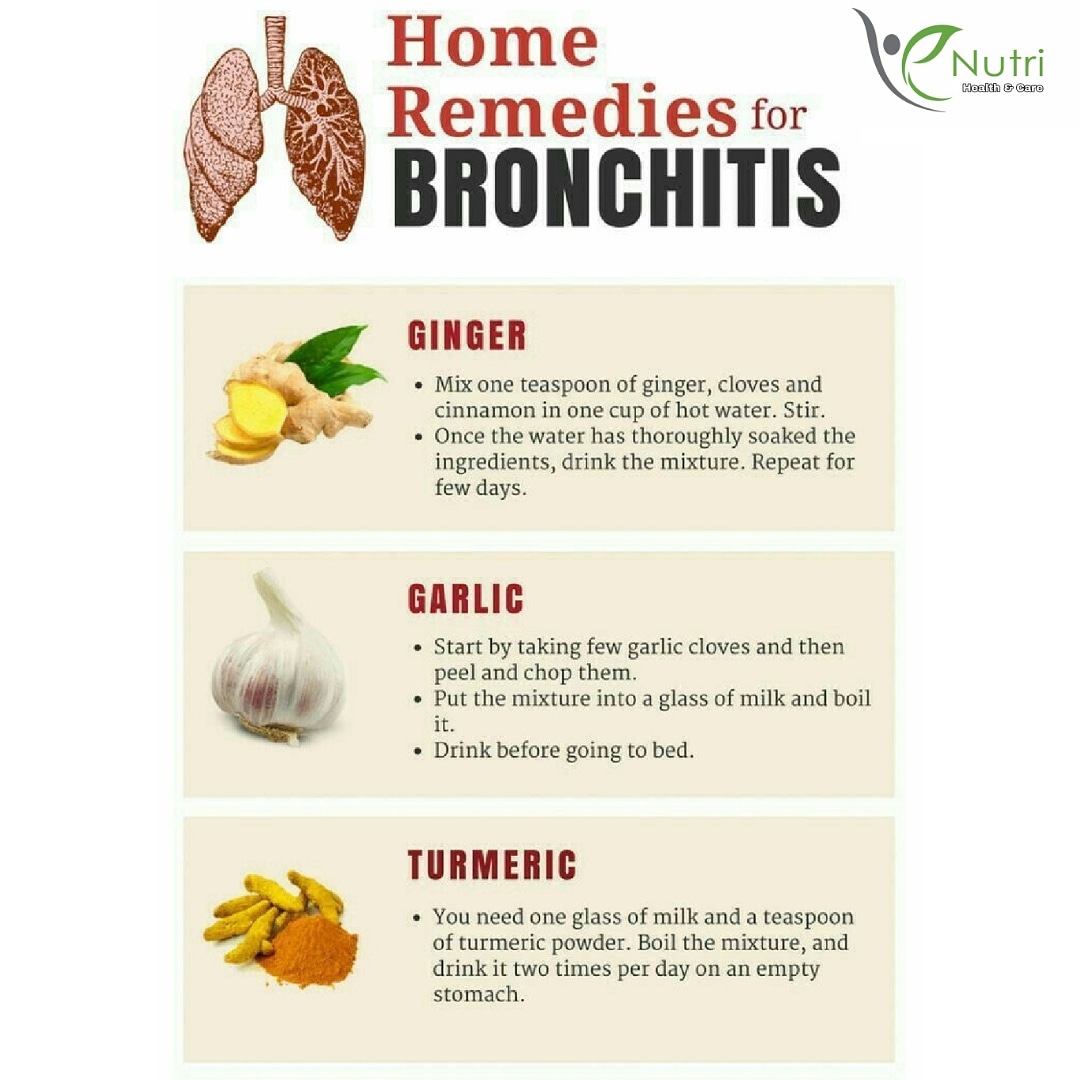 Home
Remedies for
BRONCHITIS
Nutri
Health & Care
GINGER
• Mix one teaspoon of ginger, cloves and
cinnamon in one cup of hot water. Stir.
• Once the water has thoroughly soaked the
ingredients, drink the mixture. Repeat for
few days.
GARLIC
• Start by taking few garlic cloves and then
peel and chop them.
• Put the mixture into a glass of milk and boil
it.
• Drink before going to bed.
TURMERIC
• You need one glass of milk and a teaspoon
of turmeric powder. Boil the mixture, and
drink it two times per day on an empty
stomach.